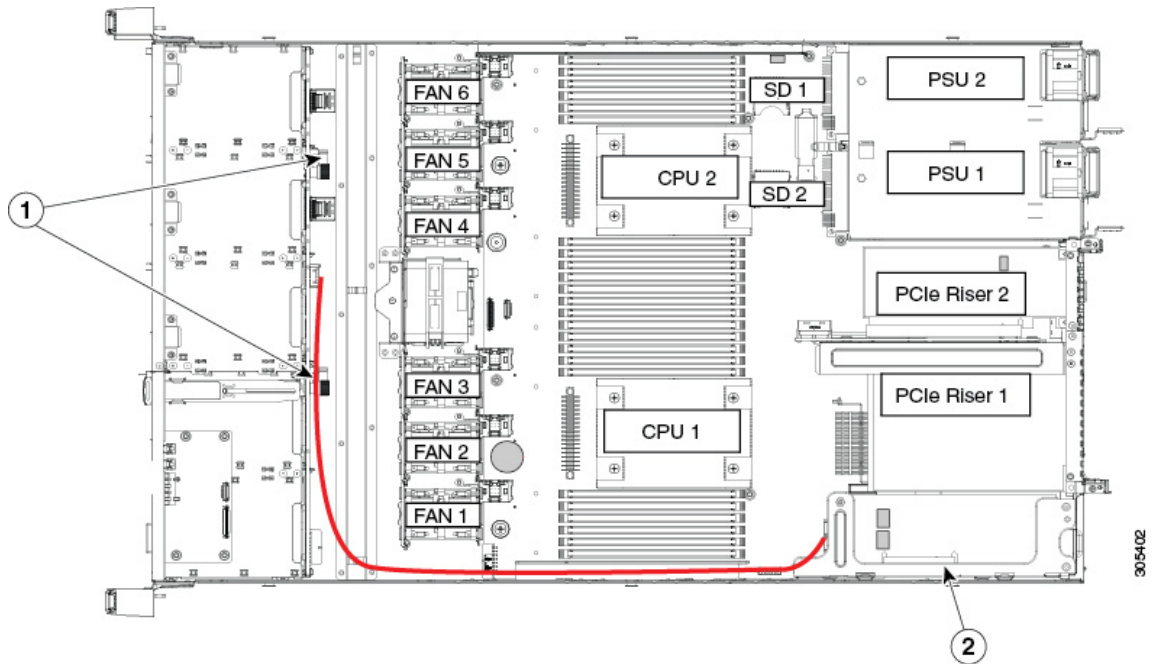 FAN 6
SD 1
PSU 2
FAN 5
CPU 2
PSU 1
SD 2
1
FAN 4
PCIe Riser 2
FAN 3
PCIe Riser 1
CPU 1
FAN 2
FAN 1
305402
2